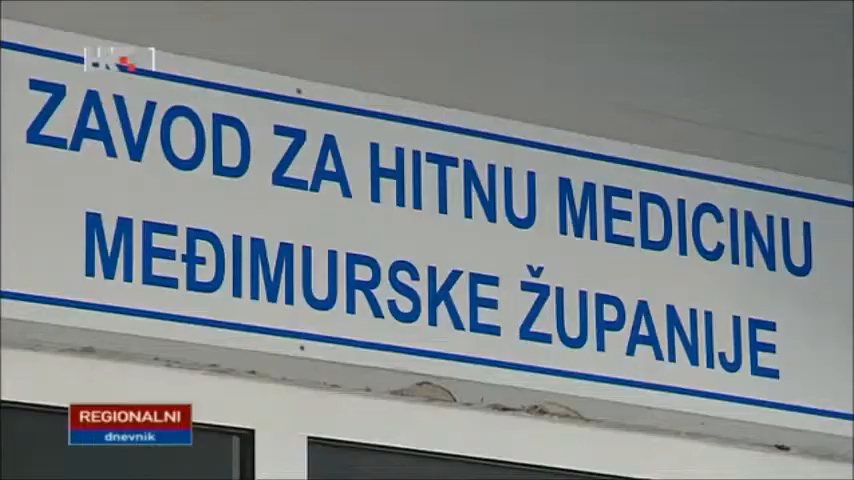 ZAVOD ZA HITNU MEDICINU
MEĐIMURSKE ŽUPANIJE
REGIONALNI
dnevnik